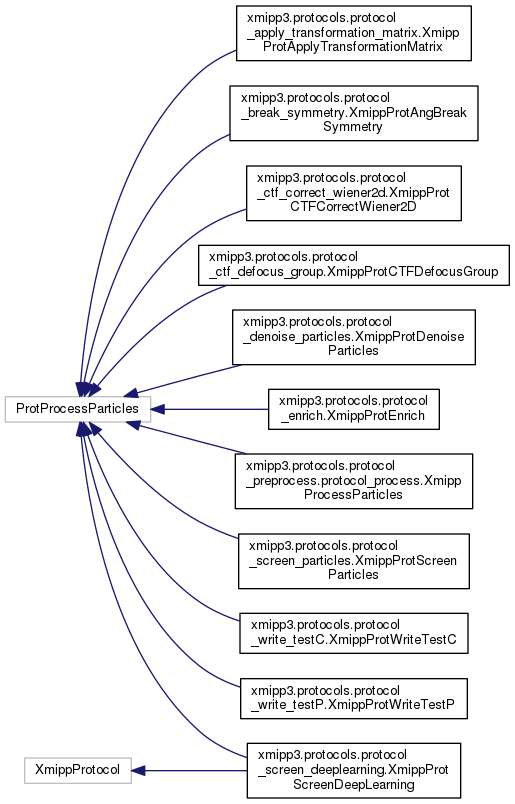 xmipp3.protocols.protocol
_apply_transformation_matrix.Xmipp
ProtApplyTransformationMatrix
xmipp3.protocols.protocol
_break_symmetry.XmippProtAngBreak
Symmetry
xmipp3.protocols.protocol
_ctf_correct_wiener2d.XmippProt
CTFCorrectWiener2D
xmipp3.protocols.protocol
_ctf_defocus_group.XmippProtCTFDefocusGroup
xmipp3.protocols.protocol
_denoise_particles.XmippProtDenoise
Particles
ProtProcessParticles
xmipp3.protocols.protocol
_enrich.XmippProtEnrich
xmipp3.protocols.protocol
_preprocess.protocol_process.Xmipp
ProcessParticles
xmipp3.protocols.protocol
_screen_particles.XmippProtScreen
Particles
xmipp3.protocols.protocol
_write_testC.XmippProtWriteTestC
xmipp3.protocols.protocol
_write_testP.XmippProtWriteTestP
XmippProtocol
xmipp3.protocols.protocol
_screen_deeplearning.XmippProt
ScreenDeepLearning